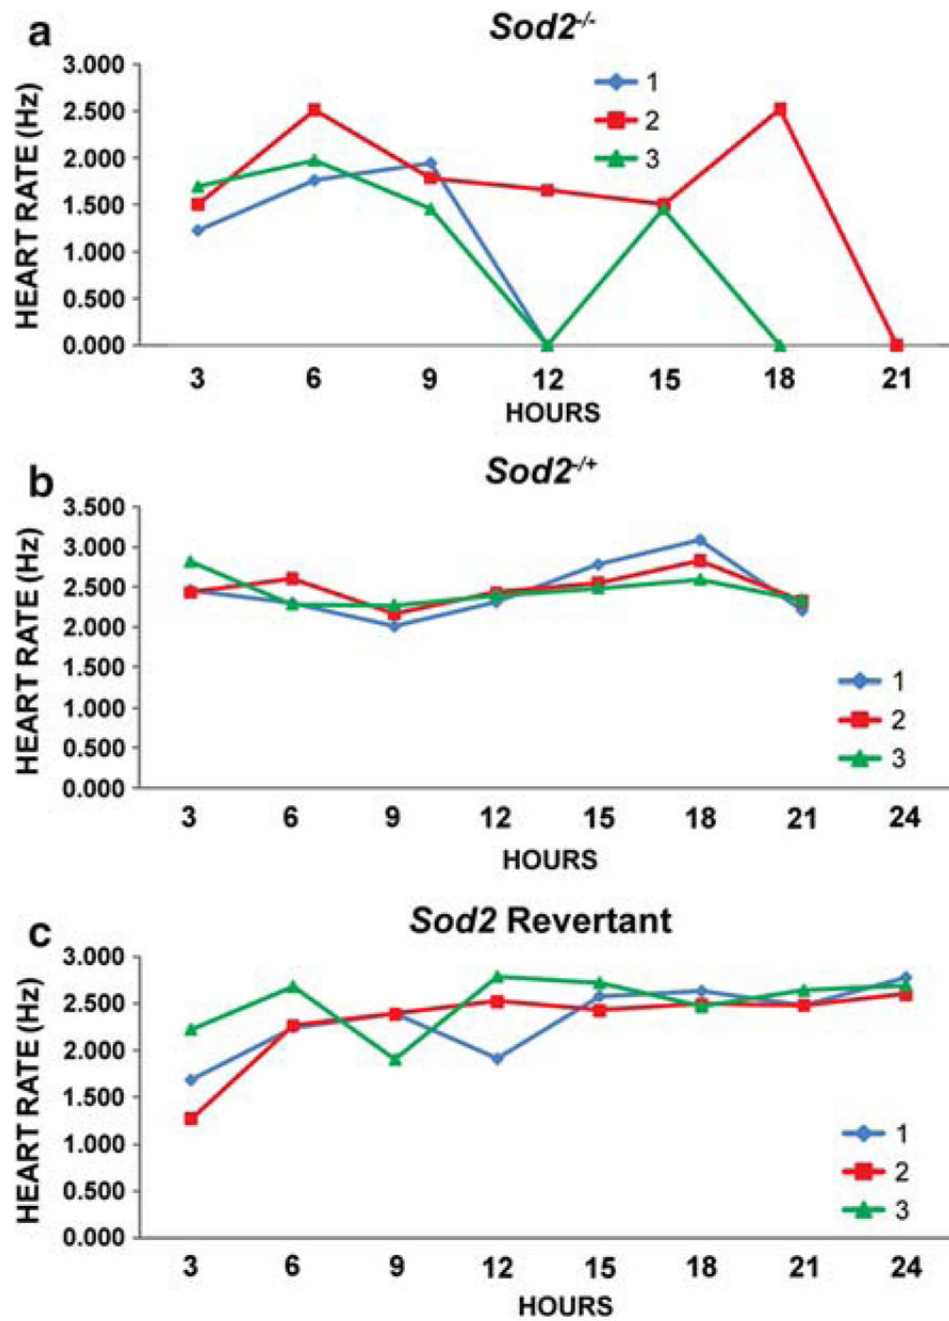 a
Sod2-/-
3.000
2.500
2.000
1.500
1.000
0.500
0.000
HEART RATE (Hz)
1
2
3
3 6 9 12 15 18 21
HOURS
b
Sod2-/+
3.500
3.000
2.500
2.000
1.500
1.000
0.500
0.000
HEART RATE (Hz)
1
2
3
3 6 9 12 15 18 21 24
HOURS
c
Sod2 Revertant
3.000
2.500
2.000
1.500
1.000
0.500
0.000
HEART RATE (Hz)
1
2
3
3 6 9 12 15 18 21 24
HOURS